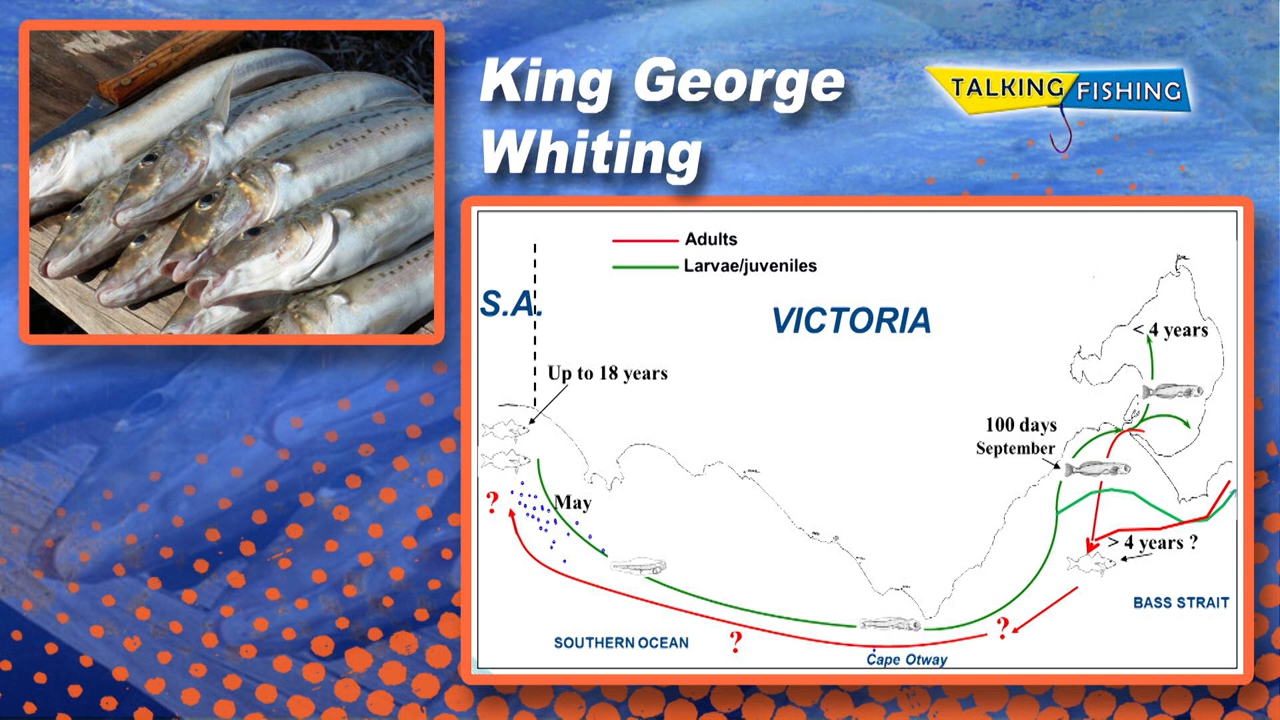 King George
Whiting
TALKING FISHING
Adults
Larvae/juveniles
S.A.
VICTORIA
< 4 years
Up to 18 years
100 days
September
?
May
> 4 years ?
BASS STRAIT
SOUTHERN OCEAN
?
?
Cape Otway